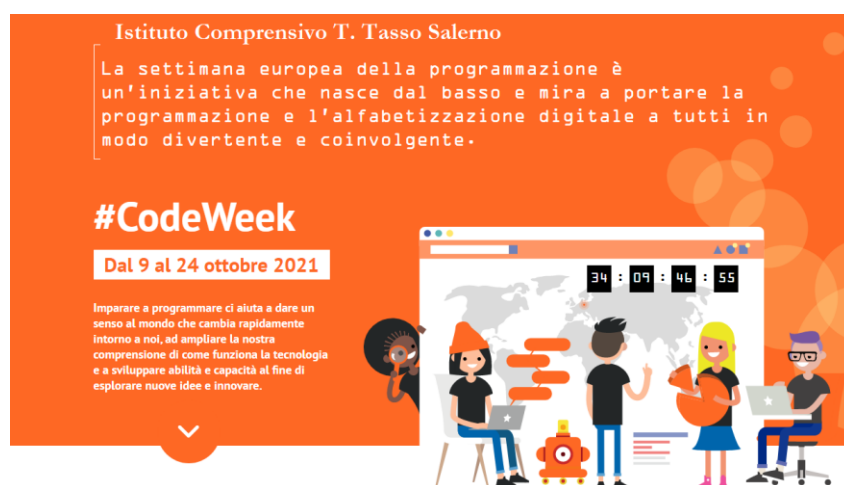 Istituto Comprensivo T. Tasso Salerno
La settimana europea della programmazione è
un'iniziativa che nasce dal basso e mira a portare la
programmazione e l'alfabetizzazione digitale a tutti in
modo divertente e coinvolgente.
#CodeWeek
Dal 9 al 24 ottobre 2021
34 : 09 : 46 : 55
Imparare a programmare ci aiuta a dare un
senso al mondo che cambia rapidamente
intorno a noi, ad ampliare la nostra
comprensione di come funziona la tecnologia
e a sviluppare abilità e capacità al fine di
esplorare nuove idee e innovare.